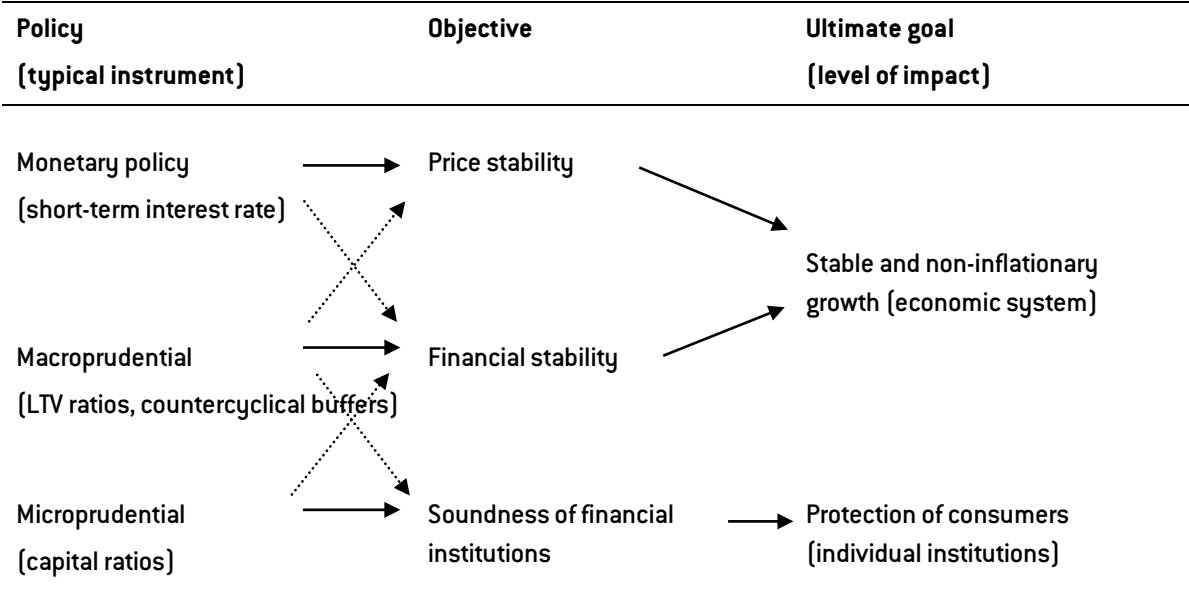 Policy Objective Ultimate goal
(typical instrument) (level of impact)
Monetary policy Price stability
(short-term interest rate)
Stable and non-inflationary
growth (economic system)
Macroprudential Financial stability
(LTV ratios, countercyclical buffers)
Microprudential Soundness of financial Protection of consumers
(capital ratios) institutions (individual institutions)